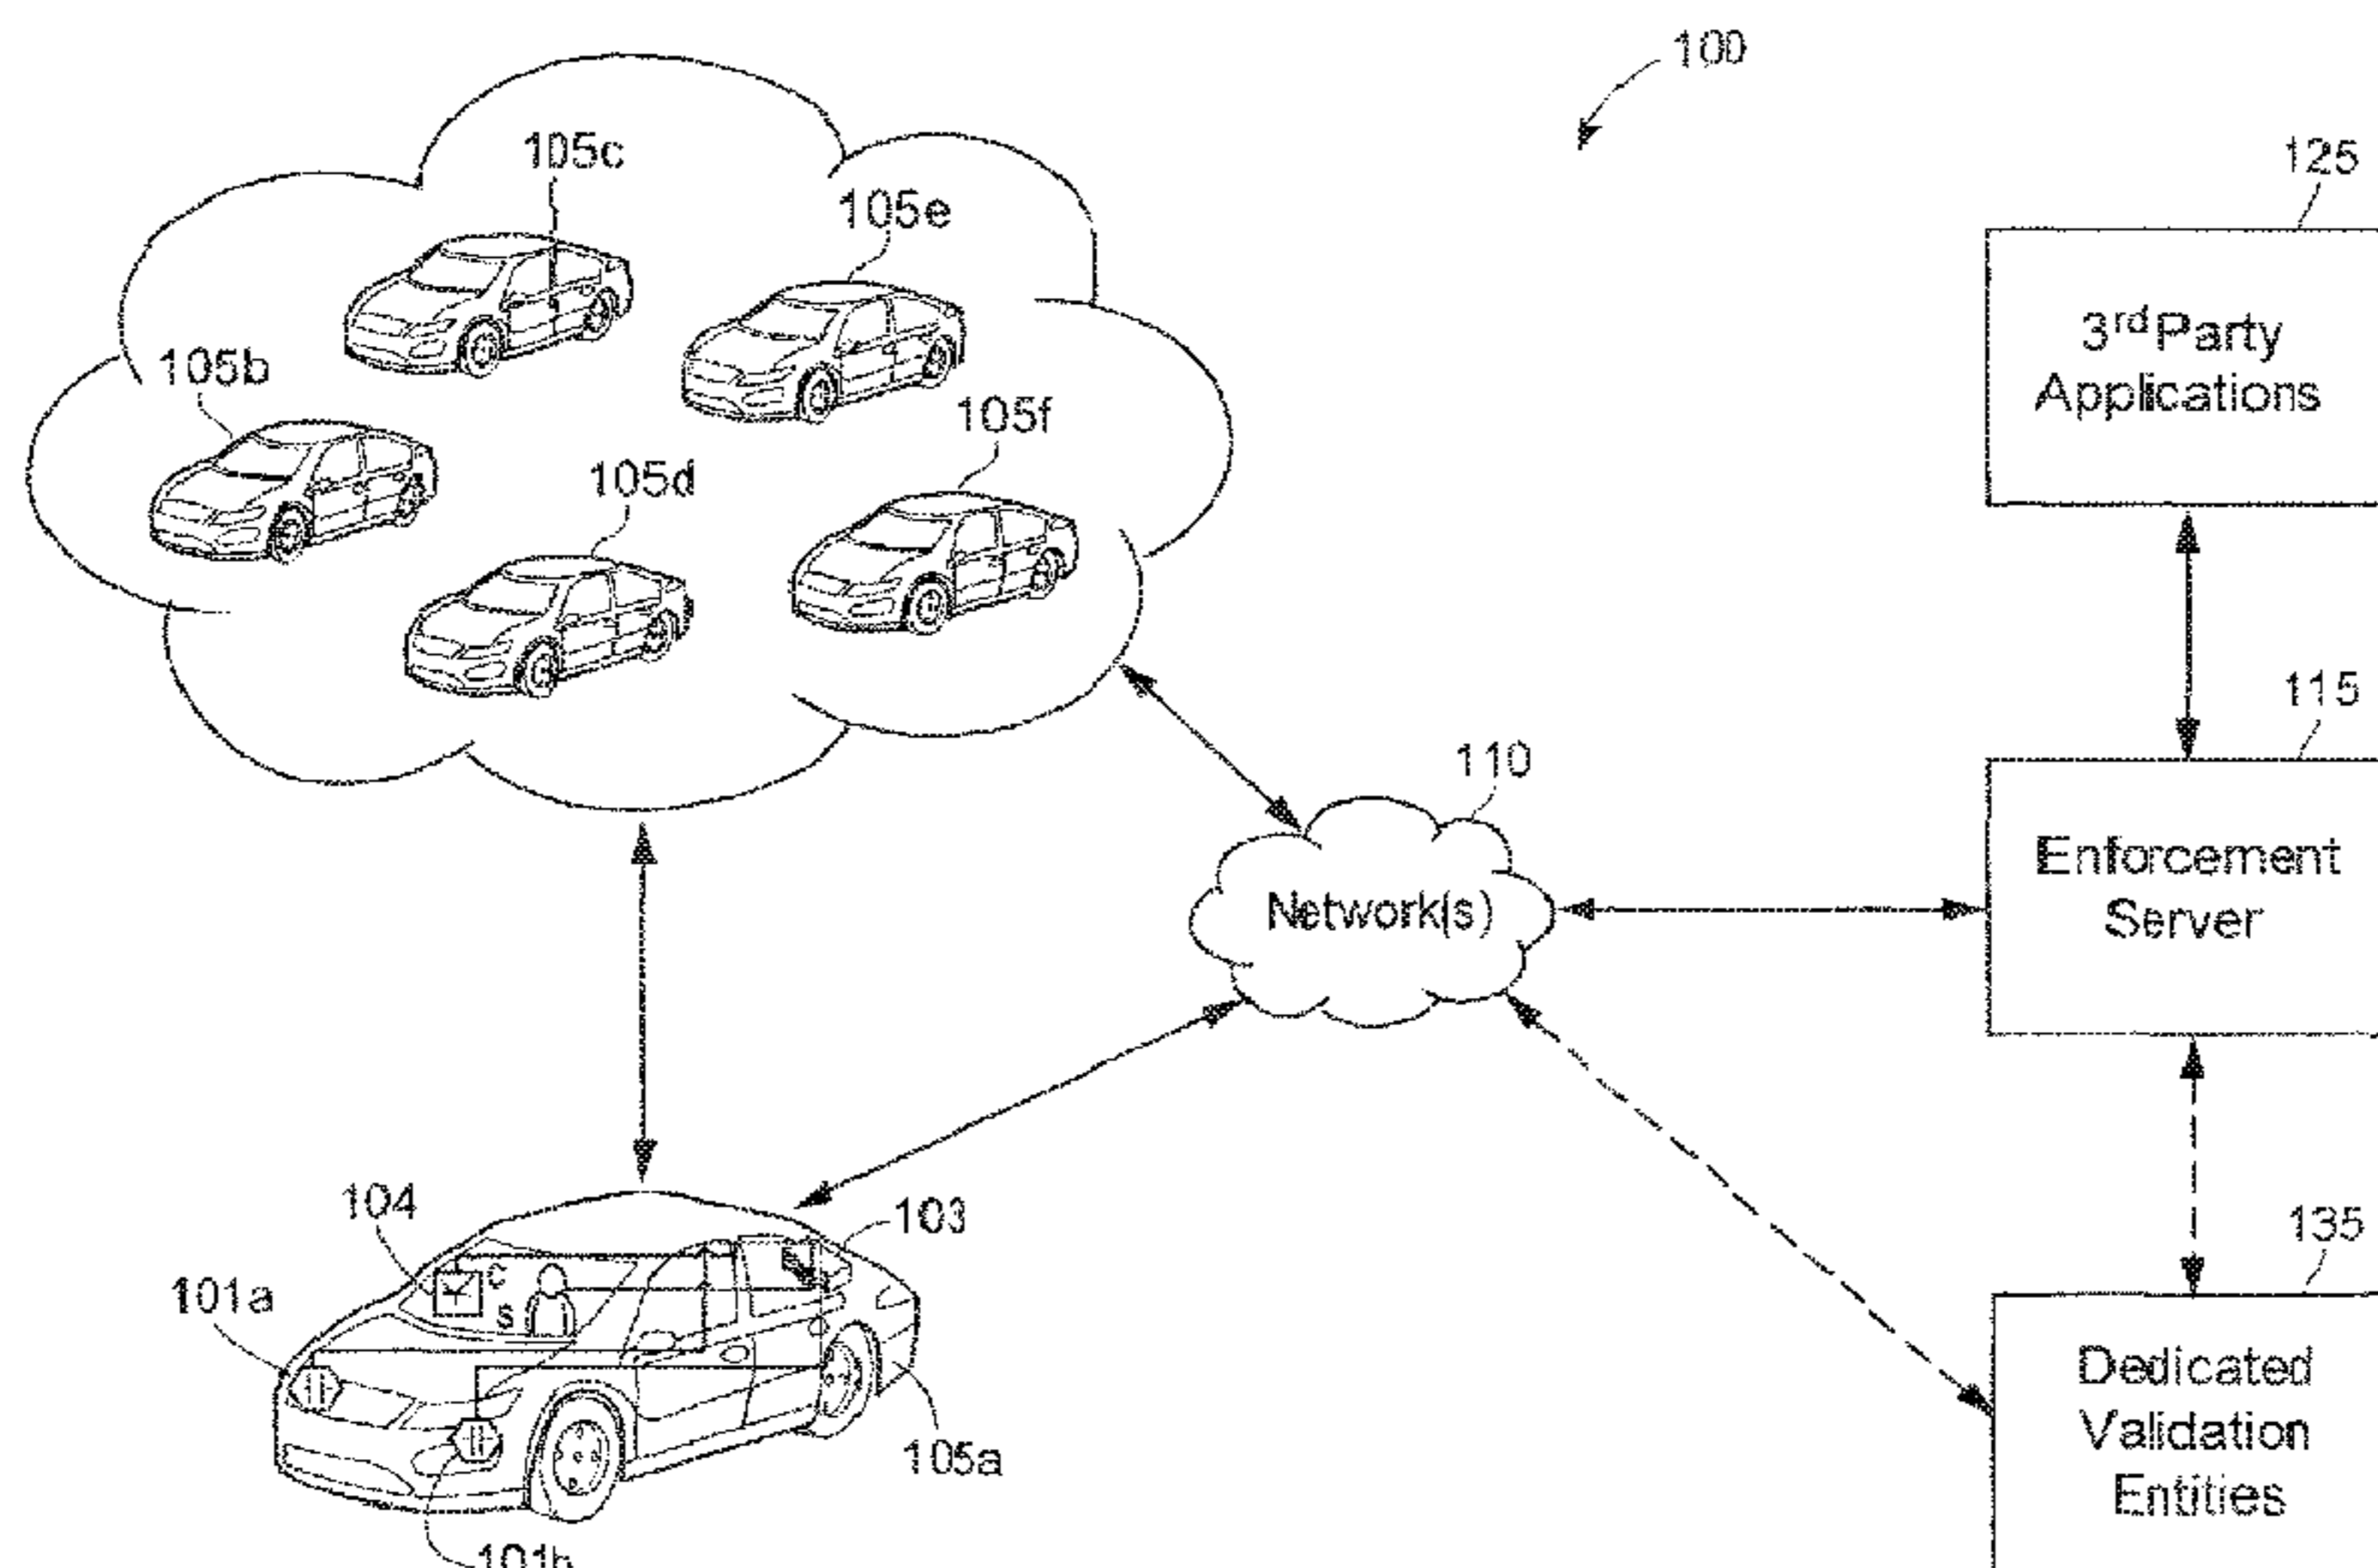 100
105c
125
105e
3rd Party
Applications
105b
105f
105d
115
110
Enforcement
Server
Network(s)
104
103
135
C
101a
S
Dedicated
Validation
Entities
105a
101b